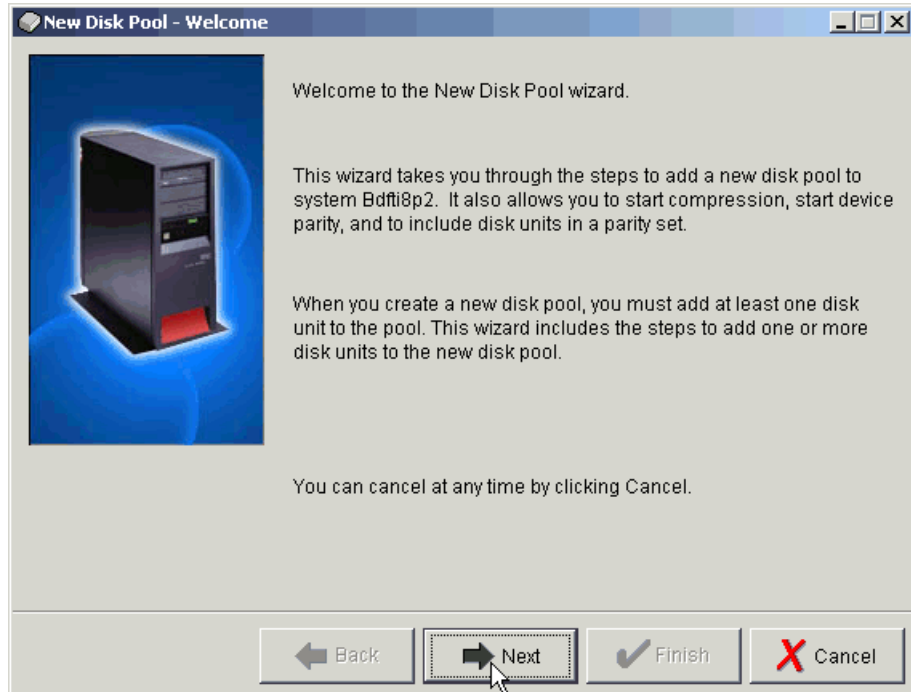 New Disk Pool - Welcome
Welcome to the New Disk Pool wizard.
This wizard takes you through the steps to add a new disk pool to
system Bdfti8p2. It also allows you to start compression, start device
parity, and to include disk units in a parity set.
When you create a new disk pool, you must add at least one disk
unit to the pool. This wizard includes the steps to add one or more
disk units to the new disk pool.
You can cancel at any time by clicking Cancel.
Back
Next
Finish
Cancel